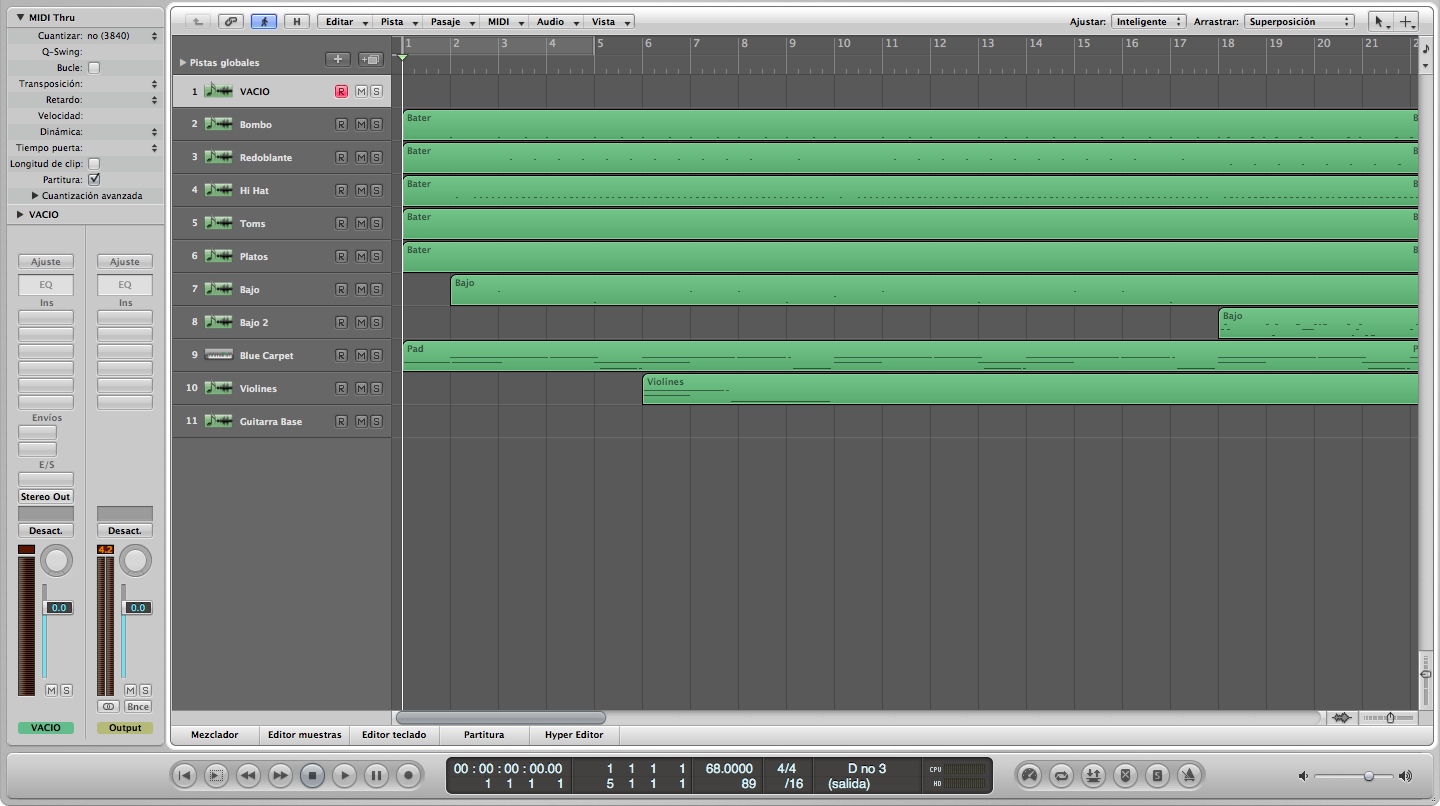 MIDI Thru
Cuantizar: no (3840)
Q-Swing:
Bucle:
Transposición:
Retardo:
Velocidad:
Dinámica:
Tiempo puerta:
Longitud de clip:
Partitura:
Cuantización avanzada
VACIO
Ajuste Ajuste
EQ EQ
Ins Ins
Envíos
E/S
Stereo Out
Desact. Desact.
4.2
0.0 0.0
M S M S
Bnce
VACIO Output
H Editar Pista Pasaje MIDI Audio Vista Ajustar: Inteligente Arrastrar: Superposición
1 2 3 4 5 6 7 8 9 10 11 12 13 14 15 16 17 18 19 20 21 2
Pistas globales
1 VACIO R M S
2 Bombo R M S Bater B
3 Redoblante R M S Bater B
4 Hi Hat R M S Bater B
5 Toms R M S Bater B
6 Platos R M S Bater B
7 Bajo R M S Bajo
8 Bajo 2 R M S Bajo
9 Blue Carpet R M S Pad P
10 Violines R M S Violines
11 Guitarra Base R M S
Mezclador Editor muestras Editor teclado Partitura Hyper Editor
00 : 00 : 00 : 00.00 1 1 1 1 68.0000 4/4 D no 3 CPU
1 1 1 1 5 1 1 1 89 /16 (salida) HD
S